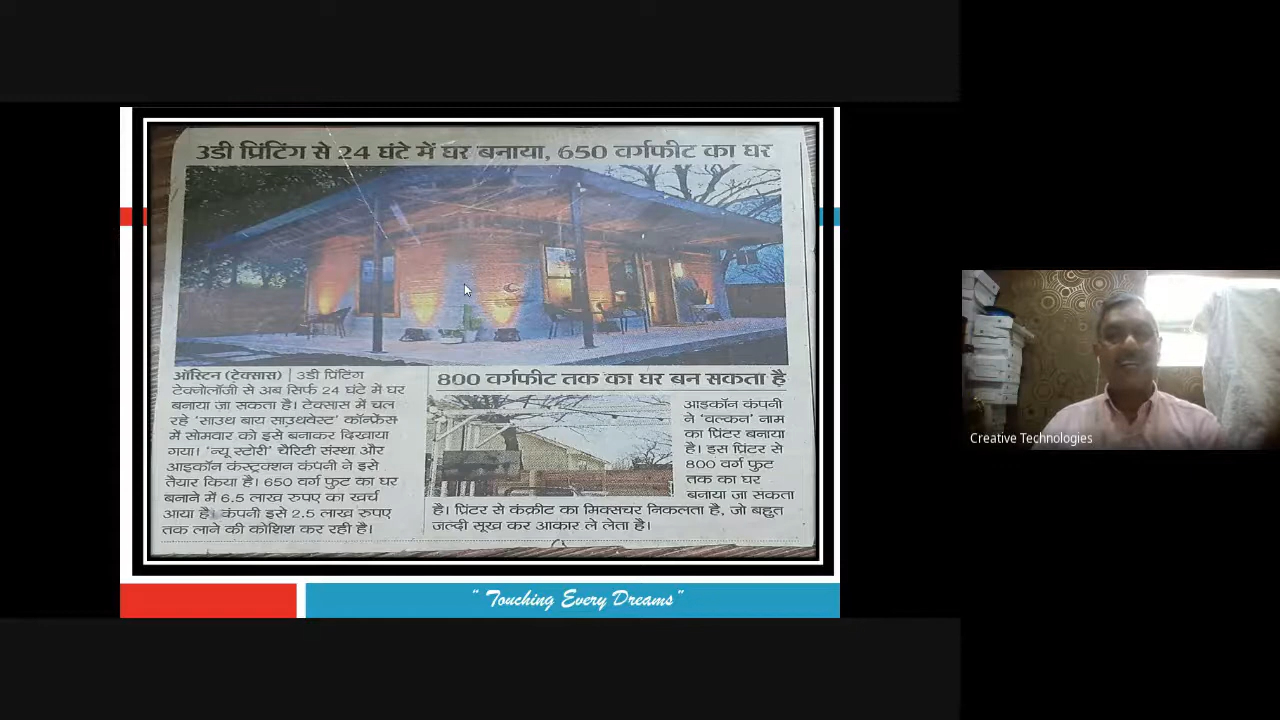 3डी प्रिंटिंग से 24 घंटे में घर बनाया, 650 वर्गफीट का घर
ऑस्टिन (टेक्सास) | 3डी प्रिंटिंग
टेक्नोलॉजी से अब सिर्फ 24 घंटे में घर
बनाया जा सकता है। टेक्सास में चल
रहे 'साउथ बाय साउथवेस्ट' कॉन्फ्रेंस
में सोमवार को इसे बनाकर दिखाया
गया। 'न्यू स्टोरी' चैरिटी संस्था और
आइकॉन कंस्ट्रक्शन कंपनी ने इसे
तैयार किया है। 650 वर्ग फुट का घर
बनाने में 6.5 लाख रुपए का खर्च
आया है। कंपनी इसे 2.5 लाख रुपए
तक लाने की कोशिश कर रही है।
800 वर्गफीट तक का घर बन सकता है
आइकॉन कंपनी
ने 'वल्कन' नाम
का प्रिंटर बनाया
है। इस प्रिंटर से
800 वर्ग फुट
तक का घर
बनाया जा सकता
है। प्रिंटर से कंक्रीट का मिक्सचर निकलता है, जो बहुत
जल्दी सूख कर आकार ले लेता है।
" Touching Every Dreams"
Creative Technologies